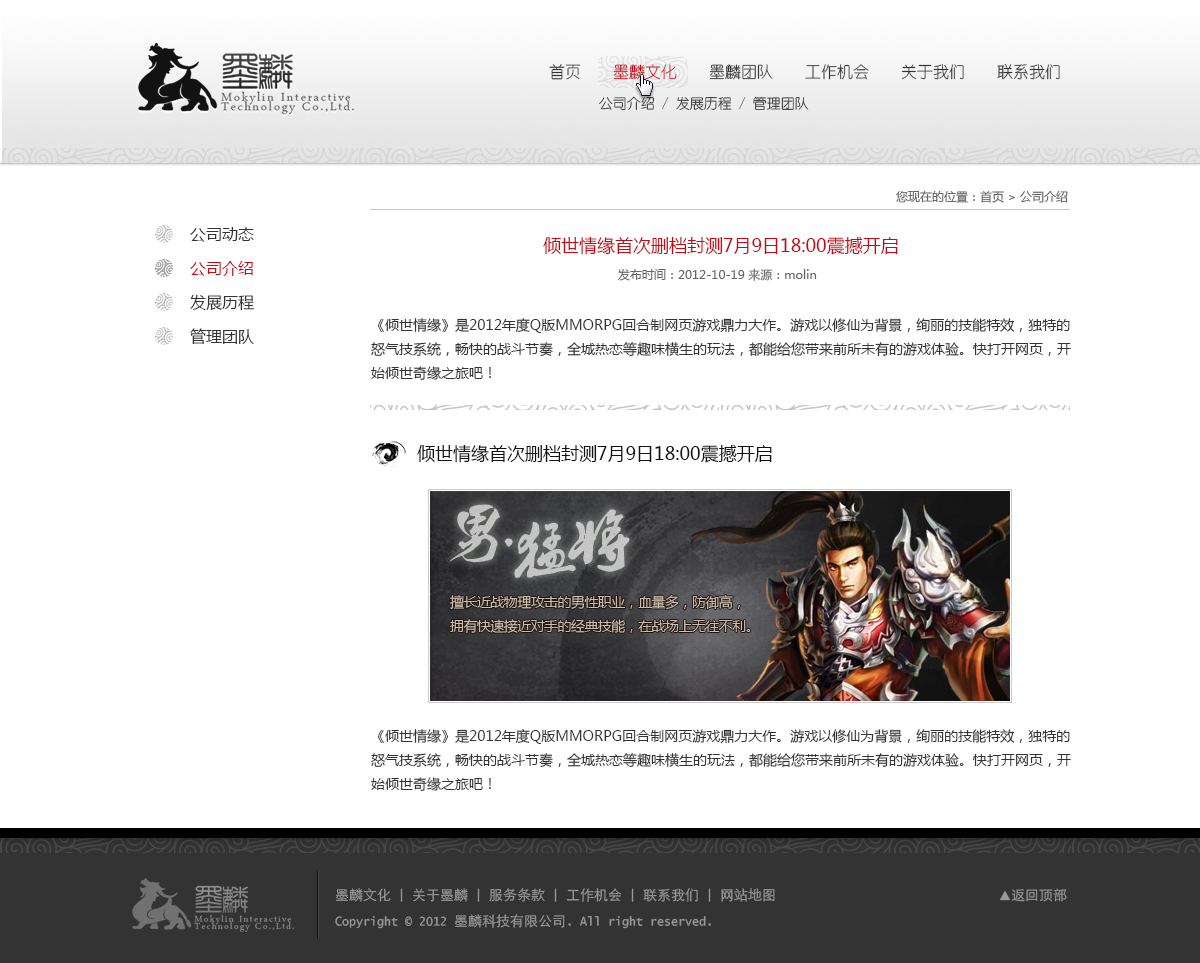 墨麟
Mokylin Interactive
Technology Co.,Ltd.
首页 墨麟文化 墨麟团队 工作机会 关于我们 联系我们
公司介绍 / 发展历程 / 管理团队
您现在的位置：首页 > 公司介绍
公司动态
公司介绍
发展历程
管理团队
倾世情缘首次删档封测7月9日18:00震撼开启
发布时间：2012-10-19 来源：molin
《倾世情缘》是2012年度Q版MMORPG回合制网页游戏鼎力大作。游戏以修仙为背景，绚丽的技能特效，独特的
怒气技系统，畅快的战斗节奏，全城热恋等趣味横生的玩法，都能给您带来前所未有的游戏体验。快打开网页，开
始倾世奇缘之旅吧！
倾世情缘首次删档封测7月9日18:00震撼开启
男·猛将
擅长近战物理攻击的男性职业，血量多，防御高，
拥有快速接近对手的经典技能，在战场上无往不利。
《倾世情缘》是2012年度Q版MMORPG回合制网页游戏鼎力大作。游戏以修仙为背景，绚丽的技能特效，独特的
怒气技系统，畅快的战斗节奏，全城热恋等趣味横生的玩法，都能给您带来前所未有的游戏体验。快打开网页，开
始倾世奇缘之旅吧！
墨麟
Mokylin Interactive
Technology Co.,Ltd.
墨麟文化 | 关于墨麟 | 服务条款 | 工作机会 | 联系我们 | 网站地图
Copyright © 2012 墨麟科技有限公司. All right reserved.
▲返回顶部